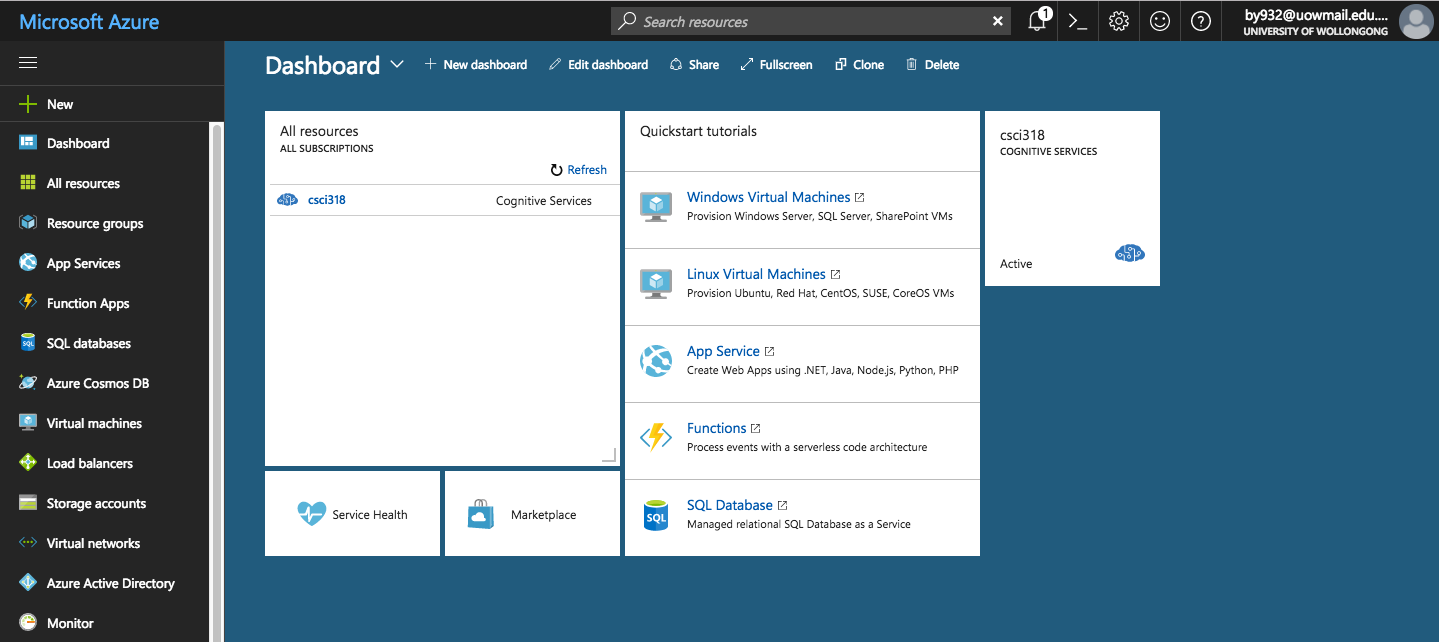 Microsoft Azure
Search resources
1
by932@uowmail.edu....
UNIVERSITY OF WOLLONGONG
New
Dashboard
All resources
Resource groups
App Services
Function Apps
SQL databases
Azure Cosmos DB
Virtual machines
Load balancers
Storage accounts
Virtual networks
Azure Active Directory
Monitor
Dashboard
New dashboard
Edit dashboard
Share
Fullscreen
Clone
Delete
All resources
ALL SUBSCRIPTIONS
Refresh
csci318 Cognitive Services
Service Health
Marketplace
Quickstart tutorials
Windows Virtual Machines
Provision Windows Server, SQL Server, SharePoint VMs
Linux Virtual Machines
Provision Ubuntu, Red Hat, CentOS, SUSE, CoreOS VMs
App Service
Create Web Apps using .NET, Java, Node.js, Python, PHP
Functions
Process events with a serverless code architecture
SQL
SQL Database
Managed relational SQL Database as a Service
csci318
COGNITIVE SERVICES
Active